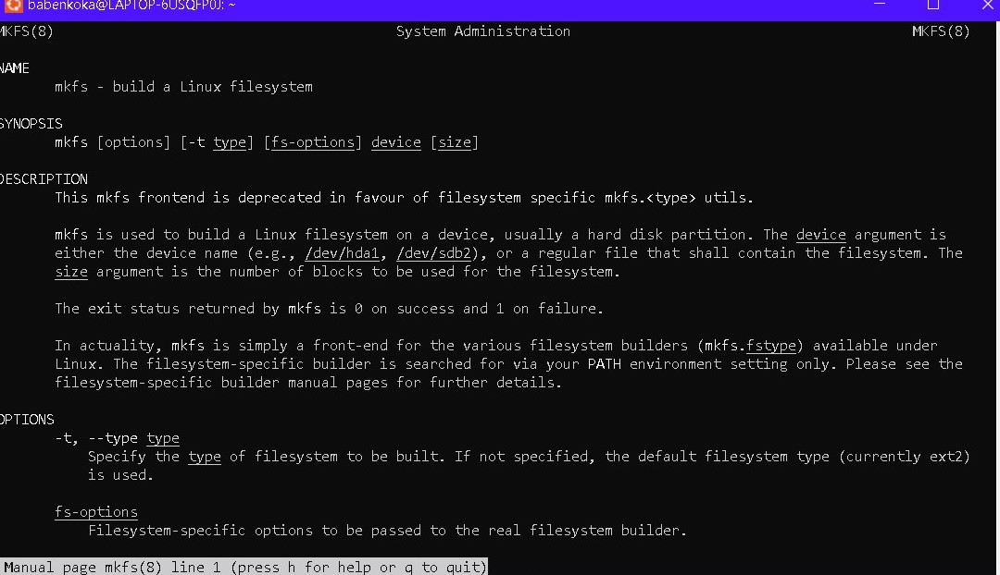 babenkoka@LAPTOP-6USQFP0J: ~
MKFS(8) System Administration MKFS(8)
NAME
mkfs - build a Linux filesystem
SYNOPSIS
mkfs [options] [-t type] [fs-options] device [size]
DESCRIPTION
This mkfs frontend is deprecated in favour of filesystem specific mkfs.<type> utils.
mkfs is used to build a Linux filesystem on a device, usually a hard disk partition. The device argument is
either the device name (e.g., /dev/hda1, /dev/sdb2), or a regular file that shall contain the filesystem. The
size argument is the number of blocks to be used for the filesystem.
The exit status returned by mkfs is 0 on success and 1 on failure.
In actuality, mkfs is simply a front-end for the various filesystem builders (mkfs.fstype) available under
Linux. The filesystem-specific builder is searched for via your PATH environment setting only. Please see the
filesystem-specific builder manual pages for further details.
OPTIONS
-t, --type type
Specify the type of filesystem to be built. If not specified, the default filesystem type (currently ext2)
is used.
fs-options
Filesystem-specific options to be passed to the real filesystem builder.
Manual page mkfs(8) line 1 (press h for help or q to quit)